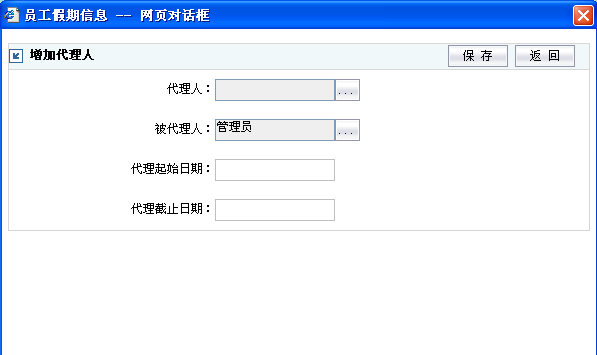 员工假期信息 -- 网页对话框
增加代理人 保 存 返 回
代理人： ...
被代理人： 管理员 ...
代理起始日期：
代理截止日期：